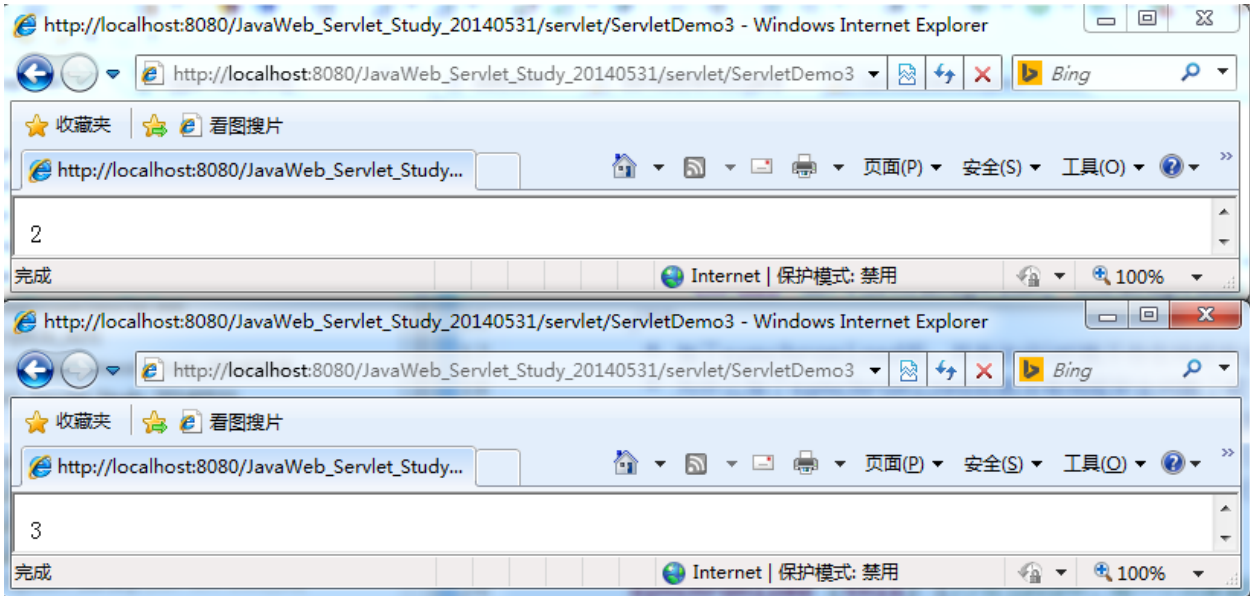 http://localhost:8080/JavaWeb_Servlet_Study_20140531/servlet/ServletDemo3 - Windows Internet Explorer
http://localhost:8080/JavaWeb_Servlet_Study_20140531/servlet/ServletDemo3 Bing
收藏夹 看图搜片
http://localhost:8080/JavaWeb_Servlet_Study... 页面(P) 安全(S) 工具(O) »
2
完成 Internet | 保护模式: 禁用 100%
http://localhost:8080/JavaWeb_Servlet_Study_20140531/servlet/ServletDemo3 - Windows Internet Explorer
http://localhost:8080/JavaWeb_Servlet_Study_20140531/servlet/ServletDemo3 Bing
收藏夹 看图搜片
http://localhost:8080/JavaWeb_Servlet_Study... 页面(P) 安全(S) 工具(O) »
3
完成 Internet | 保护模式: 禁用 100%